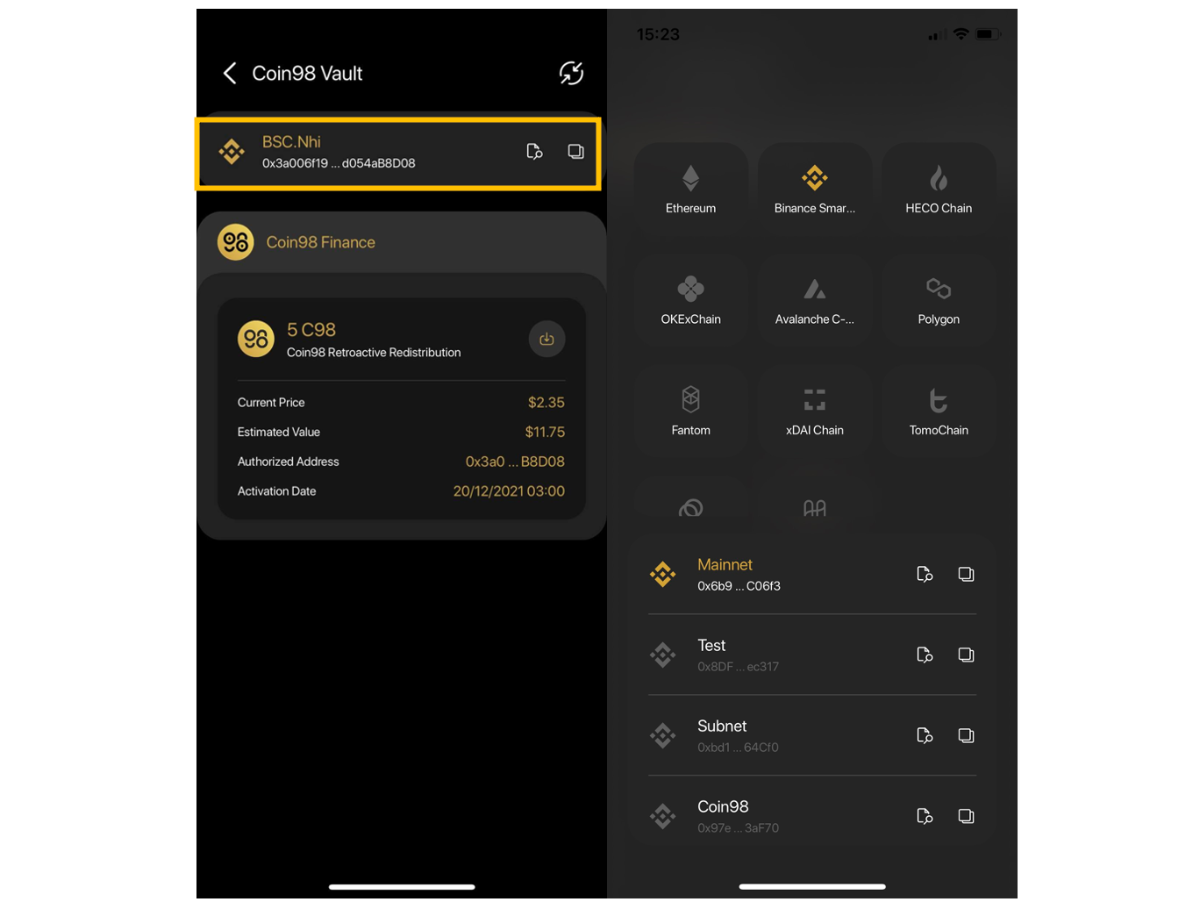 Coin98 Vault
BSC.Nhi
0x3a006f19 ... d054aB8D08
98 Coin98 Finance
98 5 C98
Coin98 Retroactive Redistribution
Current Price $2.35
Estimated Value $11.75
Authorized Address 0x3a0 ... B8D08
Activation Date 20/12/2021 03:00
15:23
Ethereum Binance Smar... HECO Chain
OKExChain Avalanche C-... Polygon
Fantom xDAI Chain TomoChain
Mainnet
0x6b9 ... C06f3
Test
0x8DF ... ec317
Subnet
0xbd1 ... 64Cf0
Coin98
0x97e ... 3aF70